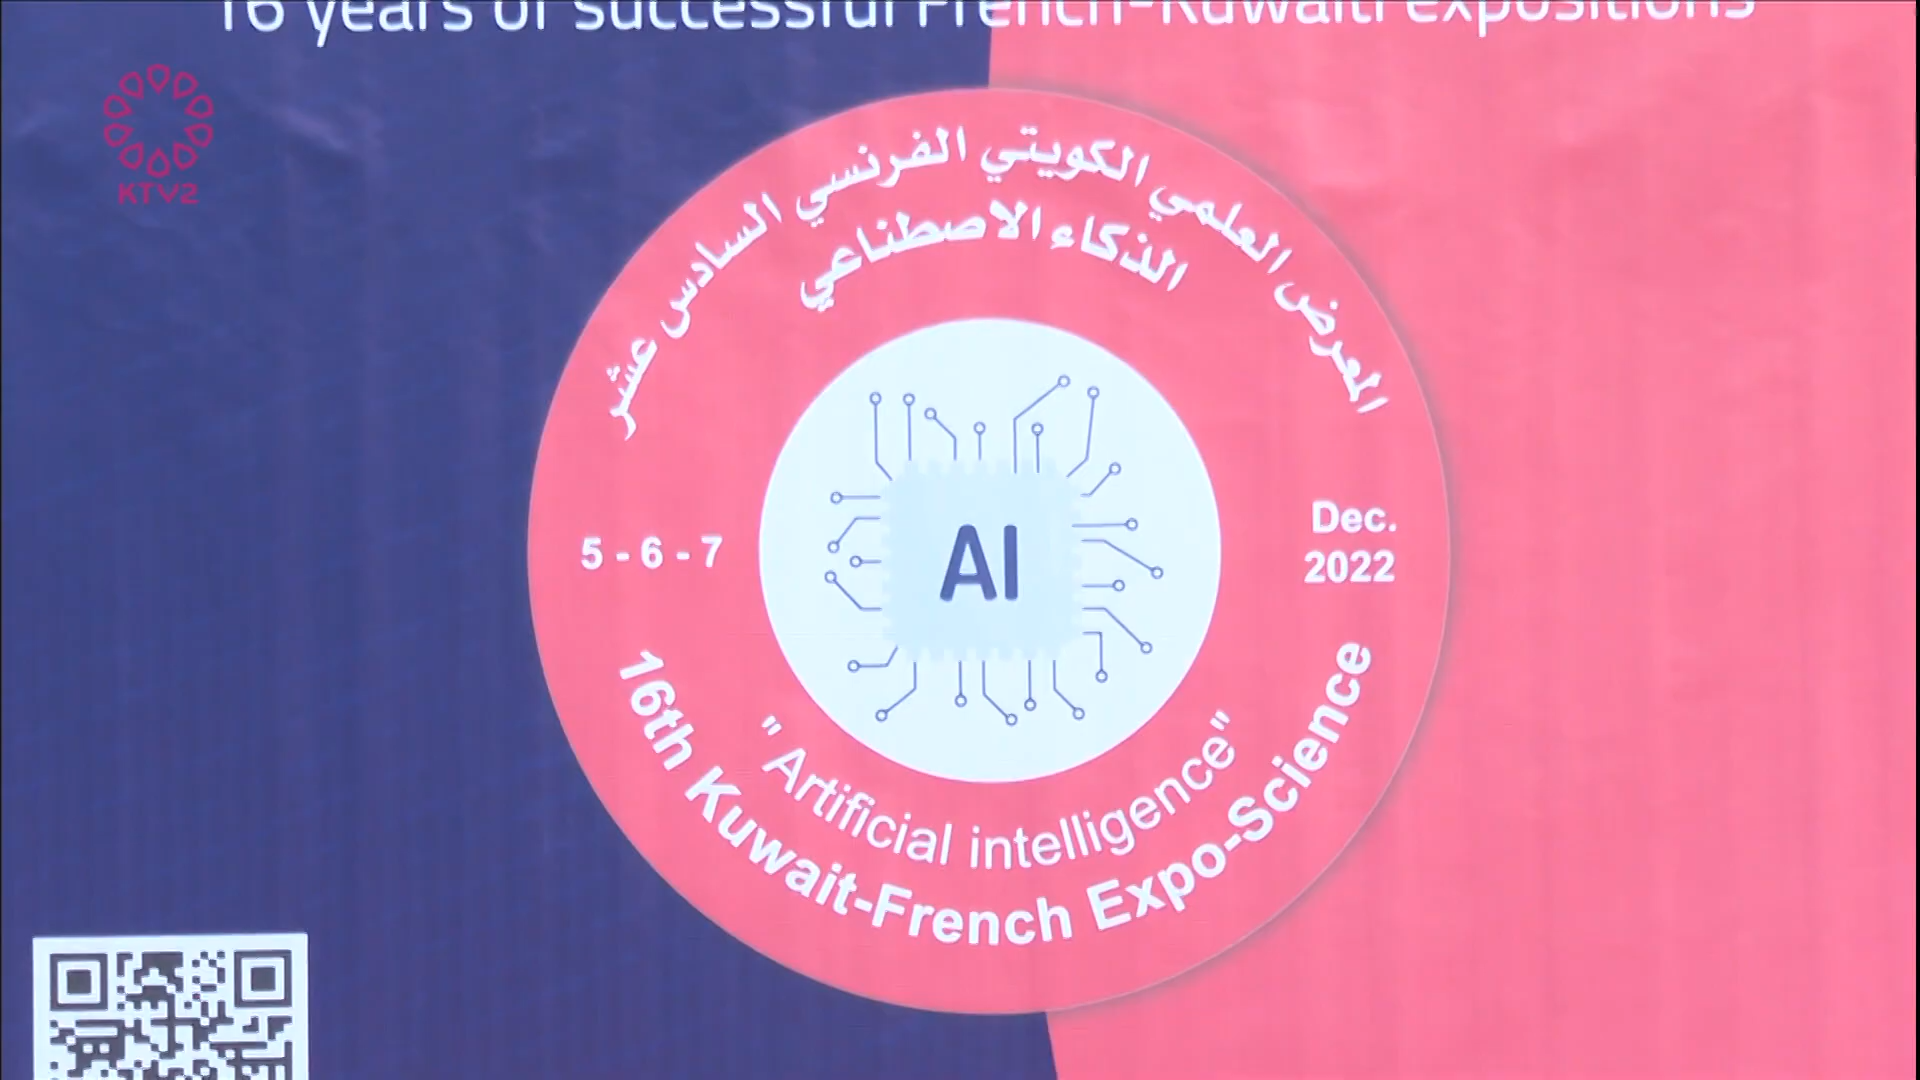 16 years of successful French-Kuwaiti expositions
KTV2
المعرض العلمي الكويتي الفرنسي السادس عشر
الذكاء الاصطناعي
AI
5 - 6 - 7
Dec.
2022
"Artificial intelligence"
16th Kuwait-French Expo-Science